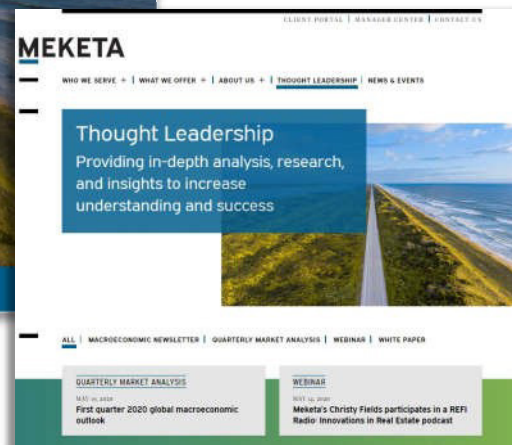 CLIENT PORTAL | MANAGER CENTER | CONTACT US
MEKETA
WHO WE SERVE + | WHAT WE OFFER + | ABOUT US + | THOUGHT LEADERSHIP | NEWS & EVENTS
Thought Leadership
Providing in-depth analysis, research,
and insights to increase
understanding and success
ALL | MACROECONOMIC NEWSLETTER | QUARTERLY MARKET ANALYSIS | WEBINAR | WHITE PAPER
QUARTERLY MARKET ANALYSIS
First quarter 2020 global macroeconomic
outlook
WEBINAR
Meketa's Christy Fields participates in a REFI
Radio: Innovations in Real Estate podcast